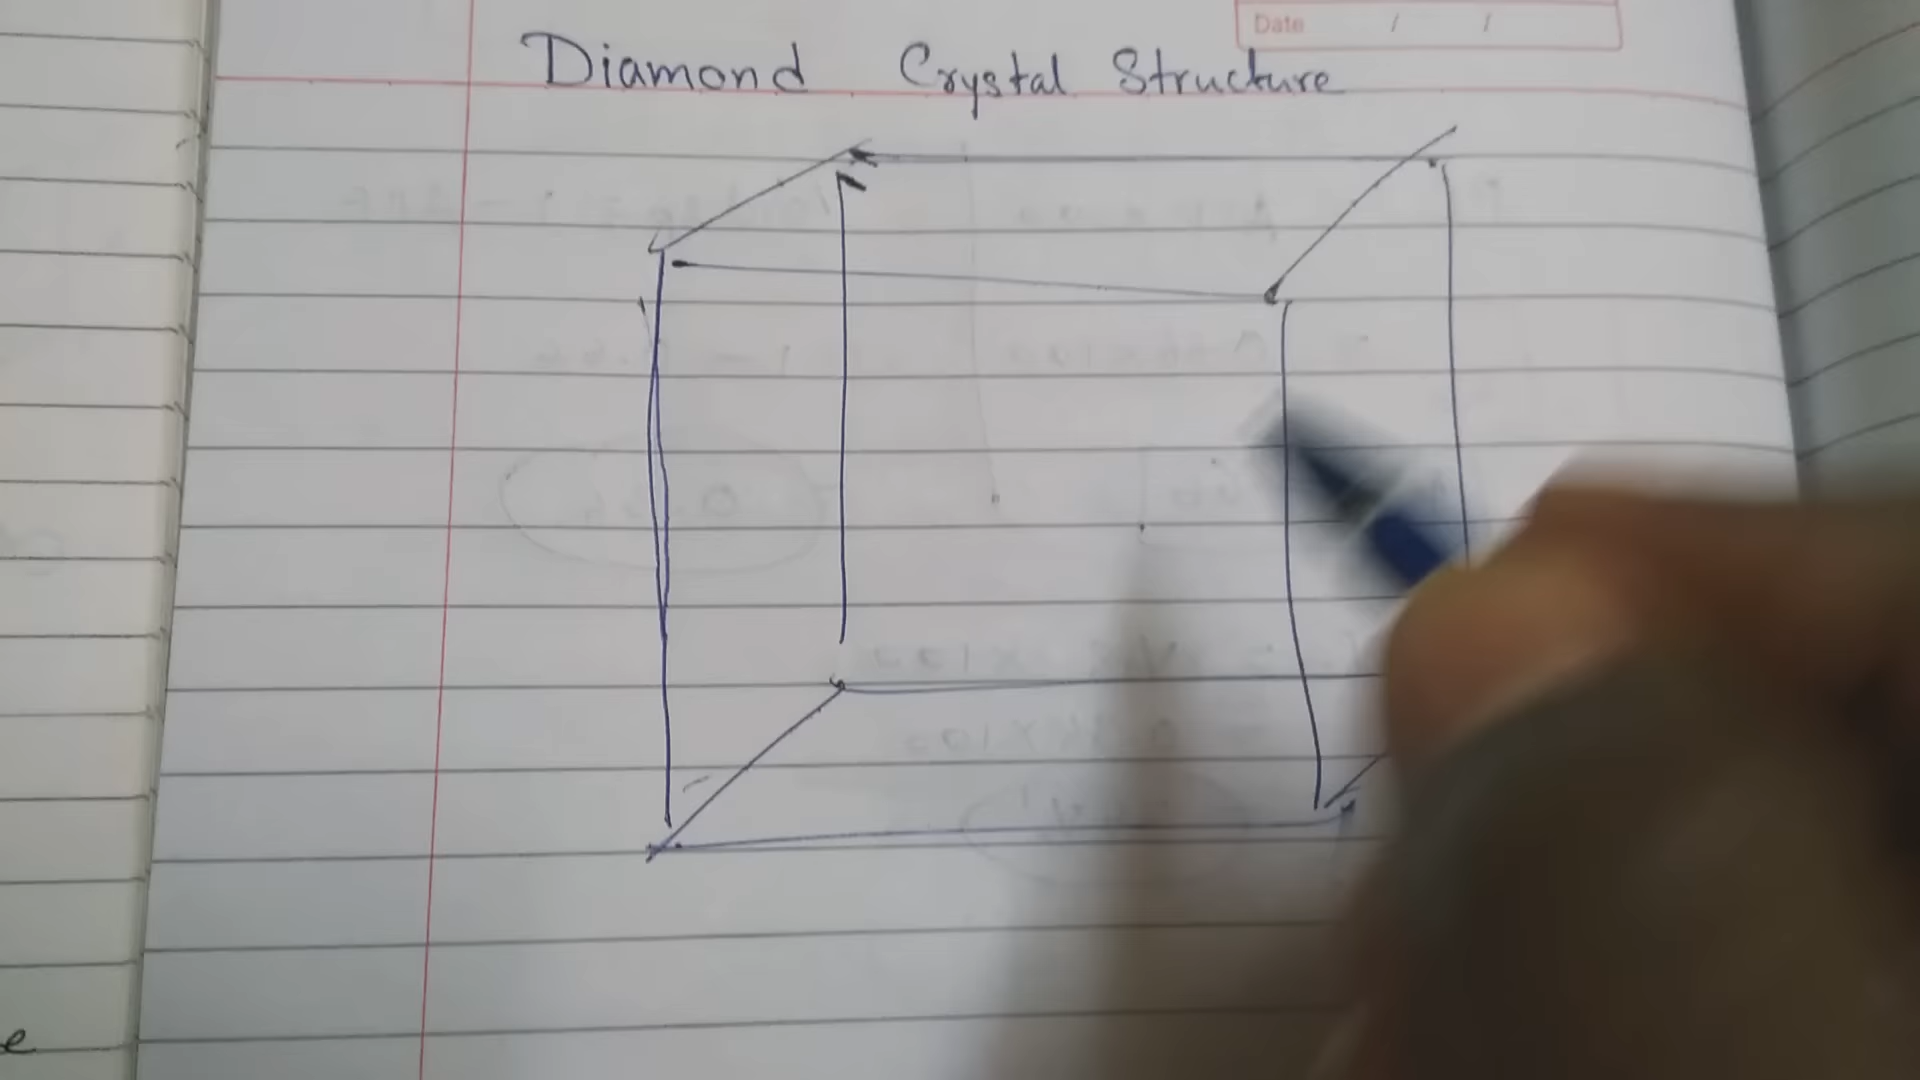 Date / /
Diamond Crystal Structure
e